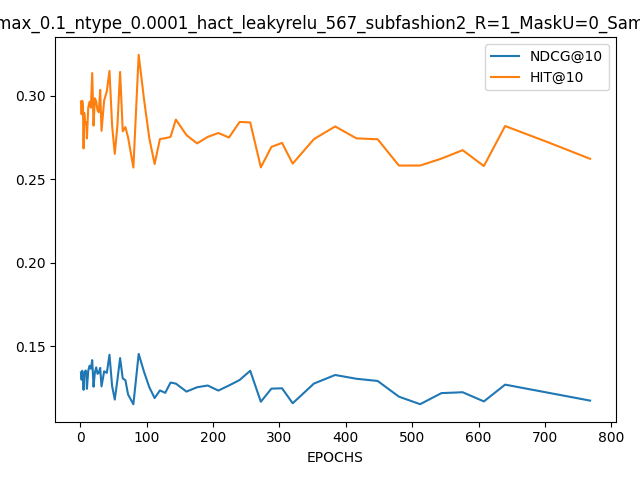 max_0.1_ntype_0.0001_hact_leakyrelu_567_subfashion2_R=1_MaskU=0_Sam
NDCG@10
HIT@10
0.30
0.25
0.20
0.15
0 100 200 300 400 500 600 700 800
EPOCHS